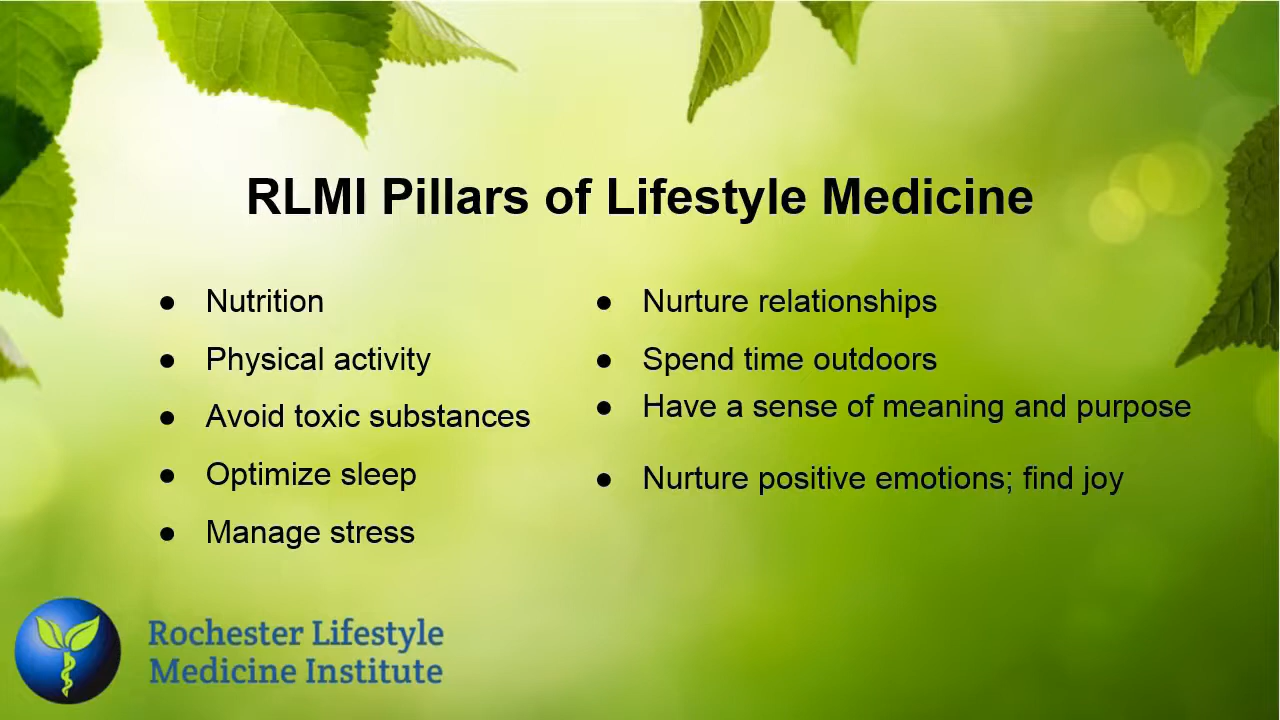 RLMI Pillars of Lifestyle Medicine
● Nutrition
● Physical activity
● Avoid toxic substances
● Optimize sleep
● Manage stress
● Nurture relationships
● Spend time outdoors
● Have a sense of meaning and purpose
● Nurture positive emotions; find joy
Rochester Lifestyle
Medicine Institute